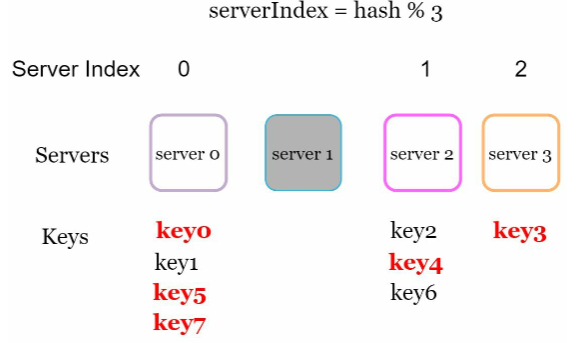 serverIndex = hash % 3
Server Index 0 1 2
Servers server 0 server 1 server 2 server 3
Keys key0 key2 key3
key1 key4
key5 key6
key7